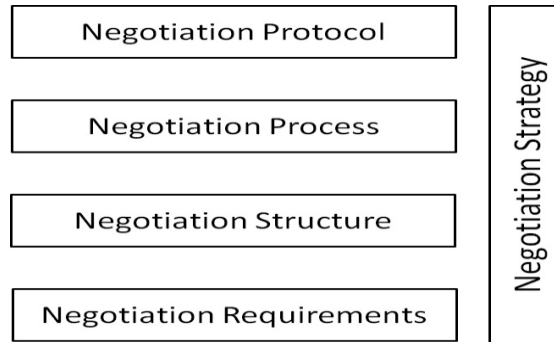 Negotiation Protocol
Negotiation Process
Negotiation Structure
Negotiation Requirements
Negotiation Strategy